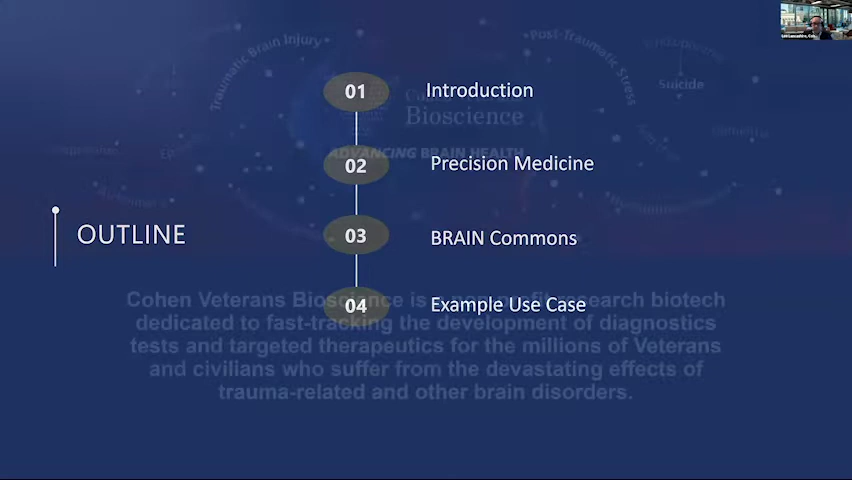 Traumatic Brain Injury
Post-Traumatic Stress
Suicide
01 Introduction
Cohen Veterans
Bioscience
ADVANCING BRAIN HEALTH
02 Precision Medicine
OUTLINE
03 BRAIN Commons
04 Example Use Case
Cohen Veterans Bioscience is a non-profit research biotech
dedicated to fast-tracking the development of diagnostics
tests and targeted therapeutics for the millions of Veterans
and civilians who suffer from the devastating effects of
trauma-related and other brain disorders.